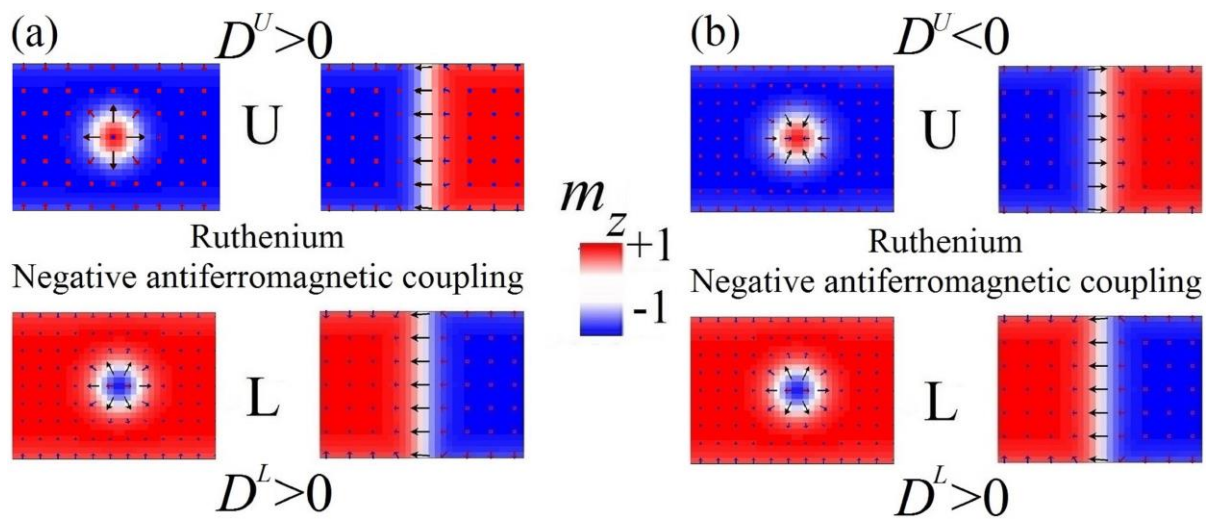 (a)
D^U>0
U
Ruthenium
Negative antiferromagnetic coupling
L
D^L>0
m_z
+1
-1
(b)
D^U<0
U
Ruthenium
Negative antiferromagnetic coupling
L
D^L>0